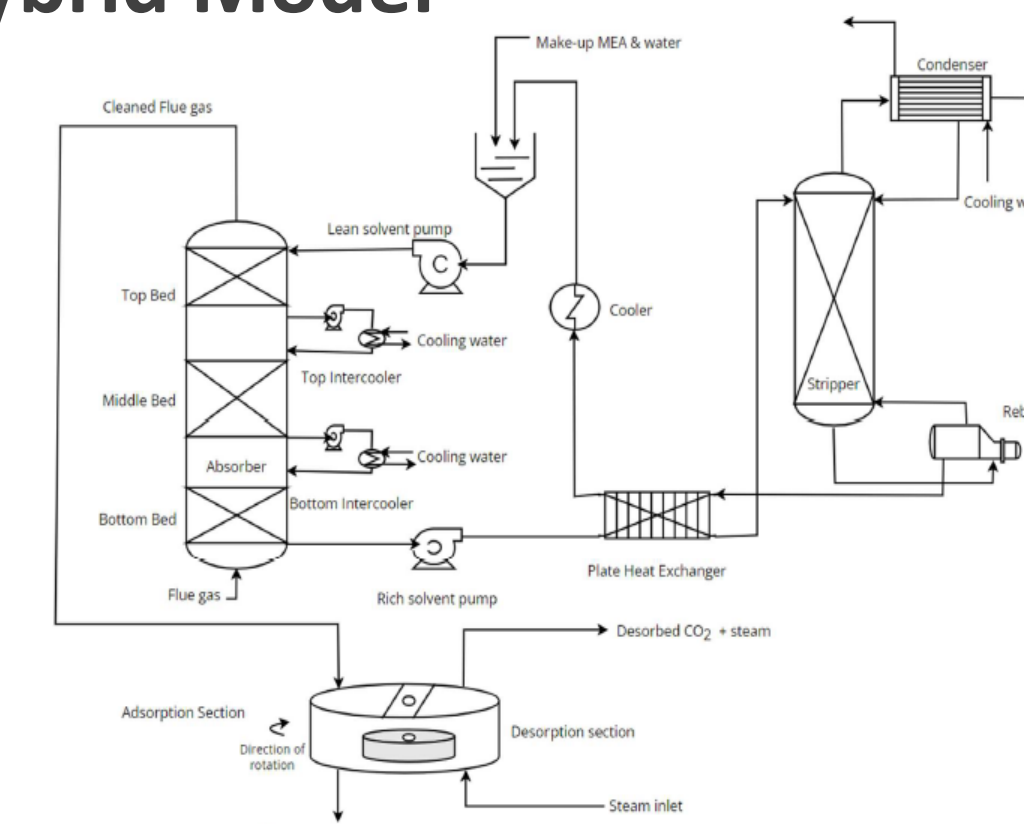 Hybrid Model
Make-up MEA & water
Condenser
Cleaned Flue gas
Cooling
Lean solvent pump
C
Top Bed
Cooler
Cooling water
Top Intercooler
Stripper
Middle Bed
Cooling water
Absorber
Bottom Intercooler
Bottom Bed
Plate Heat Exchanger
Flue gas
Rich solvent pump
Desorbed CO2 + steam
Adsorption Section
Desorption section
Direction of
rotation
Steam inlet